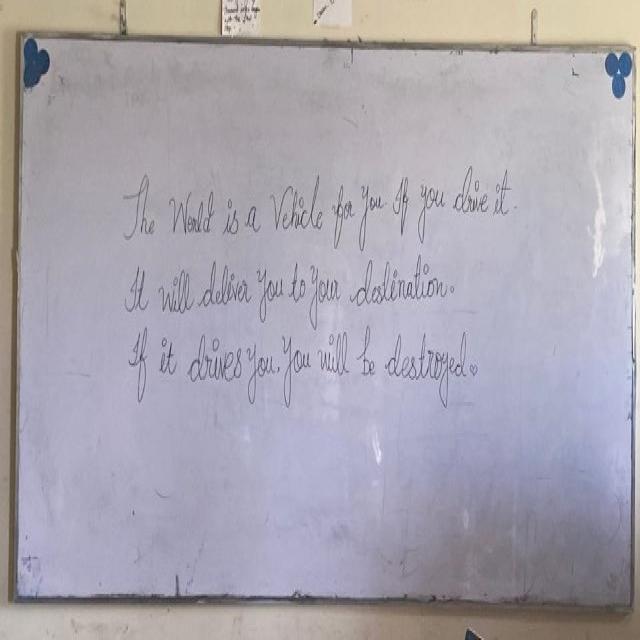 The World is a Vehicle for you If you drive it.
It will deliver you to your destination.
If it drives you, you will be destroyed.